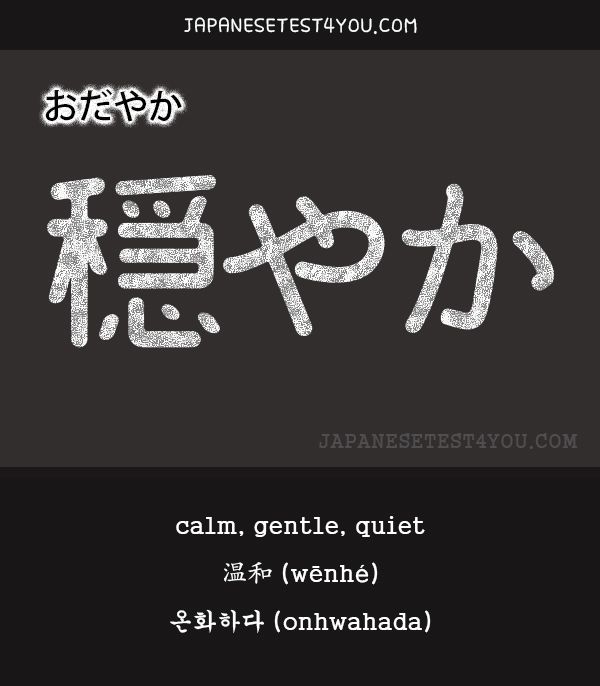 JAPANESETEST4YOU.COM
おだやか
穏やか
JAPANESETEST4YOU.COM
calm, gentle, quiet
温和 (wēnhé)
온화하다 (onhwahada)